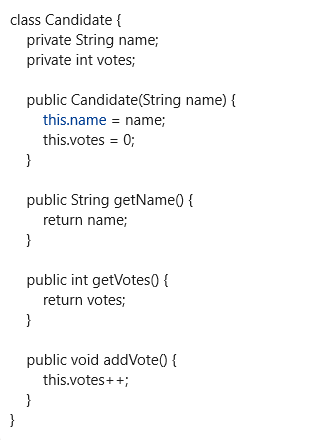 class Candidate {
    private String name;
    private int votes;

    public Candidate(String name) {
        this.name = name;
        this.votes = 0;
    }

    public String getName() {
        return name;
    }

    public int getVotes() {
        return votes;
    }

    public void addVote() {
        this.votes++;
    }
}